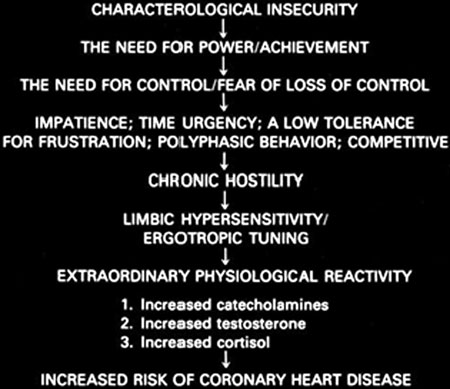 CHARACTEROLOGICAL INSECURITY
THE NEED FOR POWER/ACHIEVEMENT
THE NEED FOR CONTROL/FEAR OF LOSS OF CONTROL
IMPATIENCE; TIME URGENCY; A LOW TOLERANCE
FOR FRUSTRATION; POLYPHASIC BEHAVIOR; COMPETITIVE
CHRONIC HOSTILITY
LIMBIC HYPERSENSITIVITY/
ERGOTROPIC TUNING
EXTRAORDINARY PHYSIOLOGICAL REACTIVITY
1. Increased catecholamines
2. Increased testosterone
3. Increased cortisol
INCREASED RISK OF CORONARY HEART DISEASE